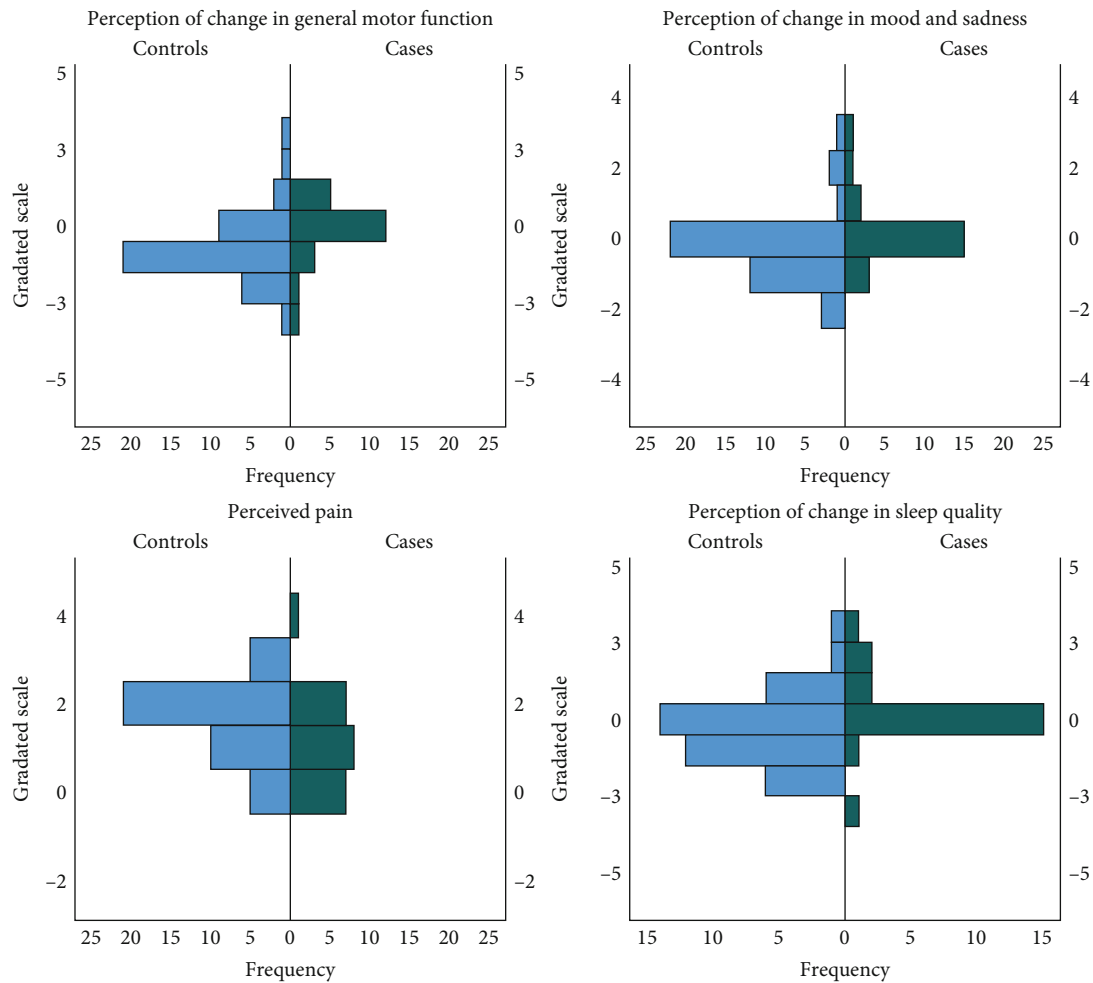 Perception of change in general motor function
Controls Cases
5 5
3 3
0 0
–3 –3
–5 –5
Gradated scale
25 20 15 10 5 0 5 10 15 20 25
Frequency
Perception of change in mood and sadness
Controls Cases
4 4
2 2
0 0
–2 –2
–4 –4
Gradated scale
25 20 10 5 0 5 10 15 20 25
Frequency
Perceived pain
Controls Cases
4 4
2 2
0 0
–2 –2
Gradated scale
25 20 15 10 5 0 5 10 15 20 25
Frequency
Perception of change in sleep quality
Controls Cases
5 5
3 3
0 0
–3 –3
–5 –5
Gradated scale
15 10 5 0 5 10 15
Frequency